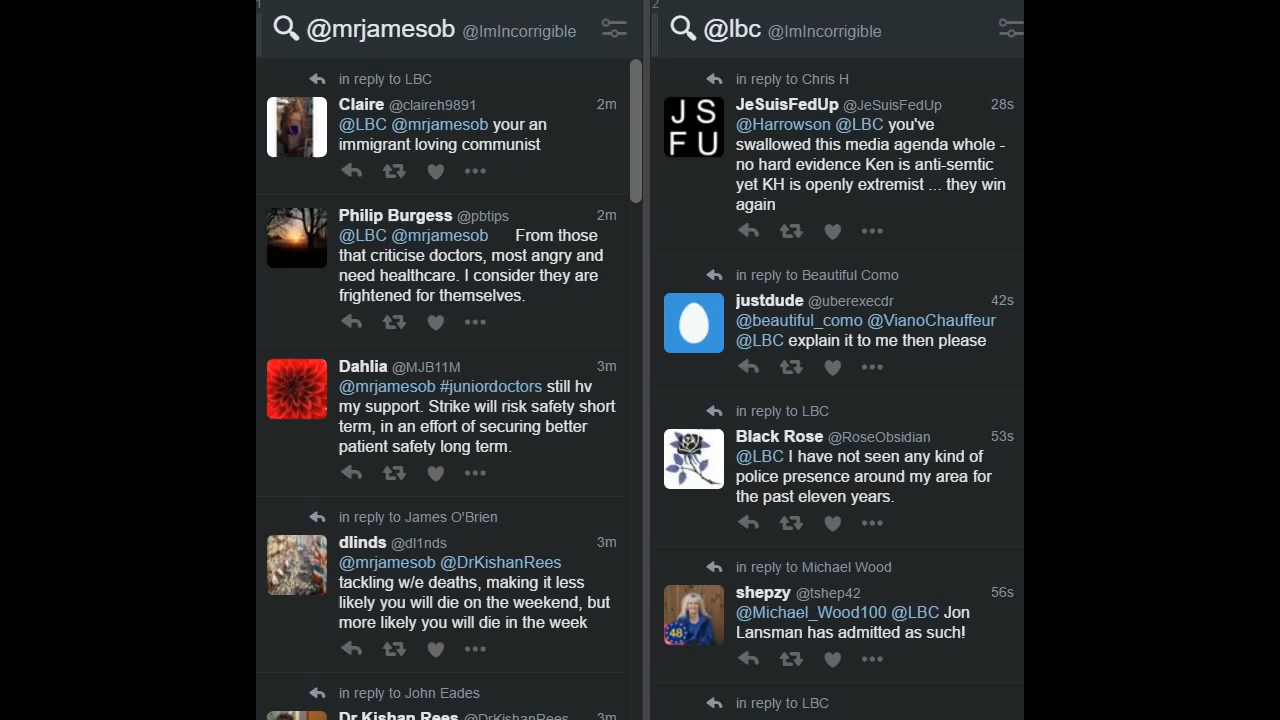 1
@mrjamesob @ImIncorrigible
in reply to LBC
Claire @claireh9891 2m
@LBC @mrjamesob your an
immigrant loving communist
Philip Burgess @pbtips 2m
@LBC @mrjamesob From those
that criticise doctors, most angry and
need healthcare. I consider they are
frightened for themselves.
Dahlia @MJB11M 3m
@mrjamesob #juniordoctors still hv
my support. Strike will risk safety short
term, in an effort of securing better
patient safety long term.
in reply to James O'Brien
dlinds @dl1nds 3m
@mrjamesob @DrKishanRees
tackling w/e deaths, making it less
likely you will die on the weekend, but
more likely you will die in the week
in reply to John Eades
Dr Kishan Rees @DrKishanRees 3m
2
@lbc @ImIncorrigible
in reply to Chris H
JS
FU
JeSuisFedUp @JeSuisFedUp 28s
@Harrowson @LBC you've
swallowed this media agenda whole -
no hard evidence Ken is anti-semtic
yet KH is openly extremist ... they win
again
in reply to Beautiful Como
justdude @uberexecdr 42s
@beautiful_como @VianoChauffeur
@LBC explain it to me then please
in reply to LBC
Black Rose @RoseObsidian 53s
@LBC I have not seen any kind of
police presence around my area for
the past eleven years.
in reply to Michael Wood
48
shepzy @tshep42 56s
@Michael_Wood100 @LBC Jon
Lansman has admitted as such!
in reply to LBC